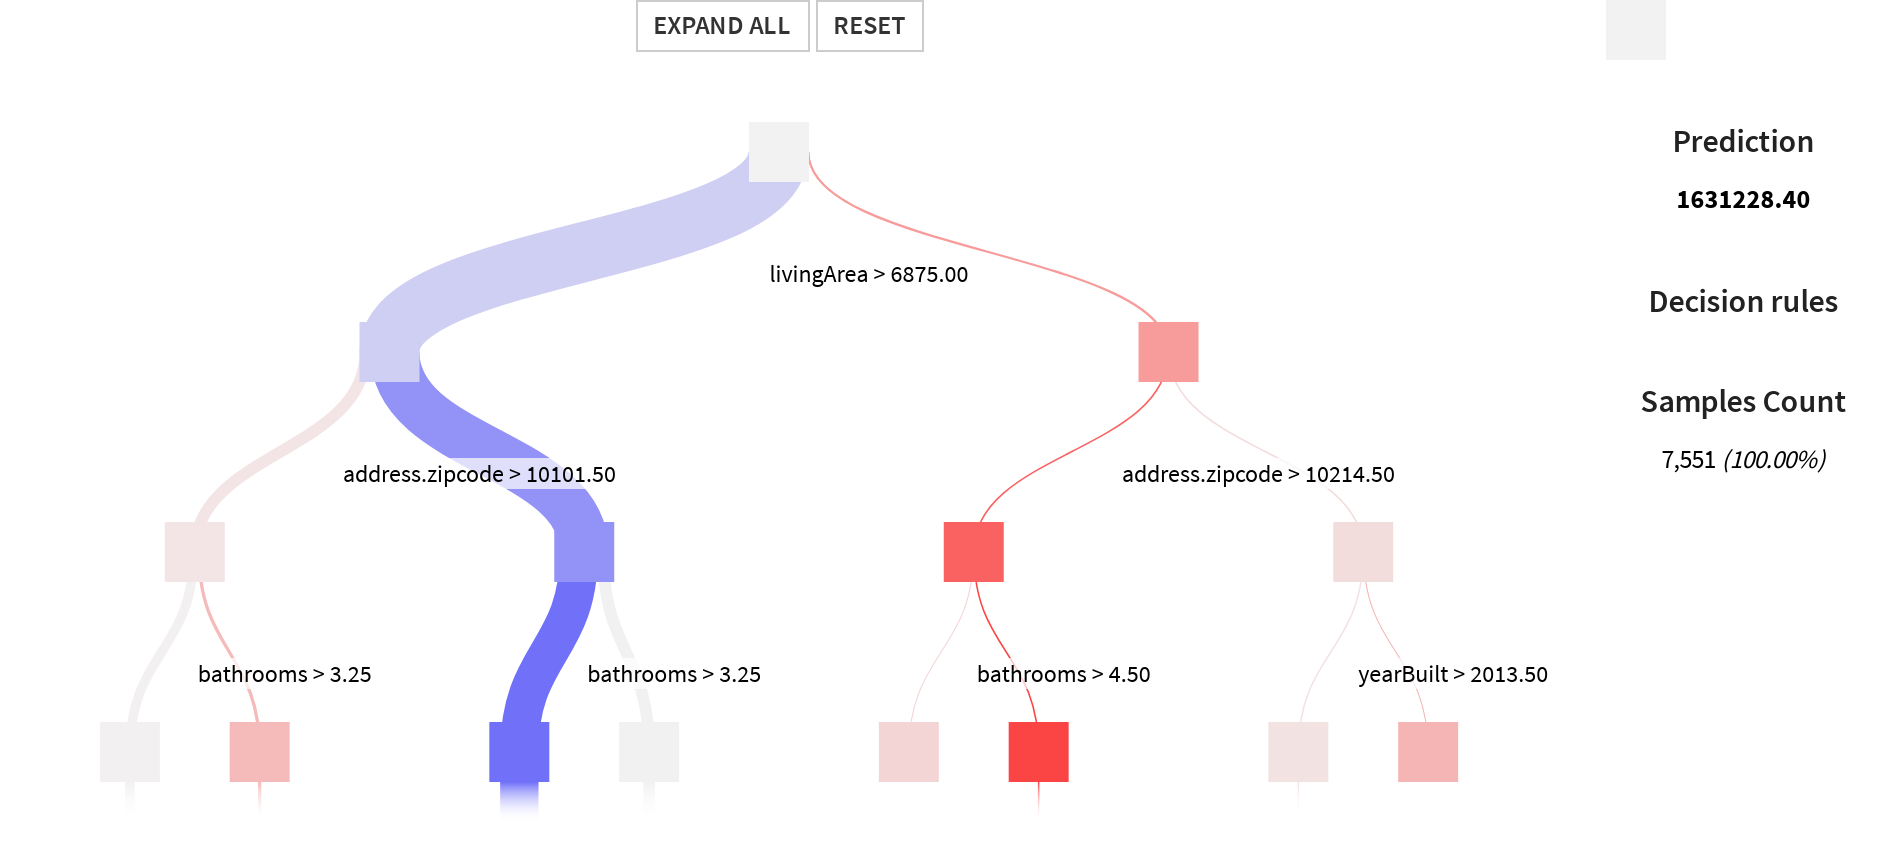 EXPAND ALL
RESET
Prediction
1631228.40
livingArea > 6875.00
Decision rules
Samples Count
7,551 (100.00%)
address.zipcode > 10101.50
address.zipcode > 10214.50
bathrooms > 3.25
bathrooms > 3.25
bathrooms > 4.50
yearBuilt > 2013.50